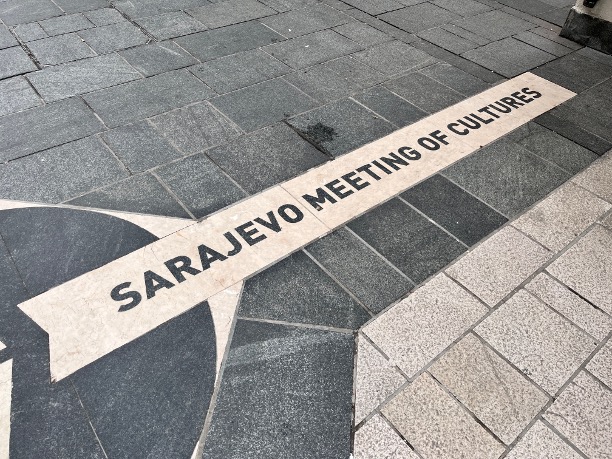 SARAJEVO MEETING OF CULTURES